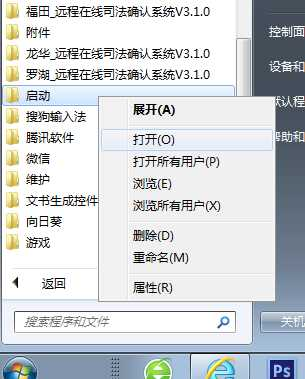 福田_远程在线司法确认系统V3.1.0
附件
龙华_远程在线司法确认系统V3.1.0
罗湖_远程在线司法确认系统V3.1.0
启动
搜狗输入法
腾讯软件
微信
维护
文书生成控件
向日葵
游戏
返回
搜索程序和文件
展开(A)
打开(O)
打开所有用户(P)
浏览(E)
浏览所有用户(X)
删除(D)
重命名(M)
属性(R)
控制面
设备和
默认程
帮助和
关机
Ps